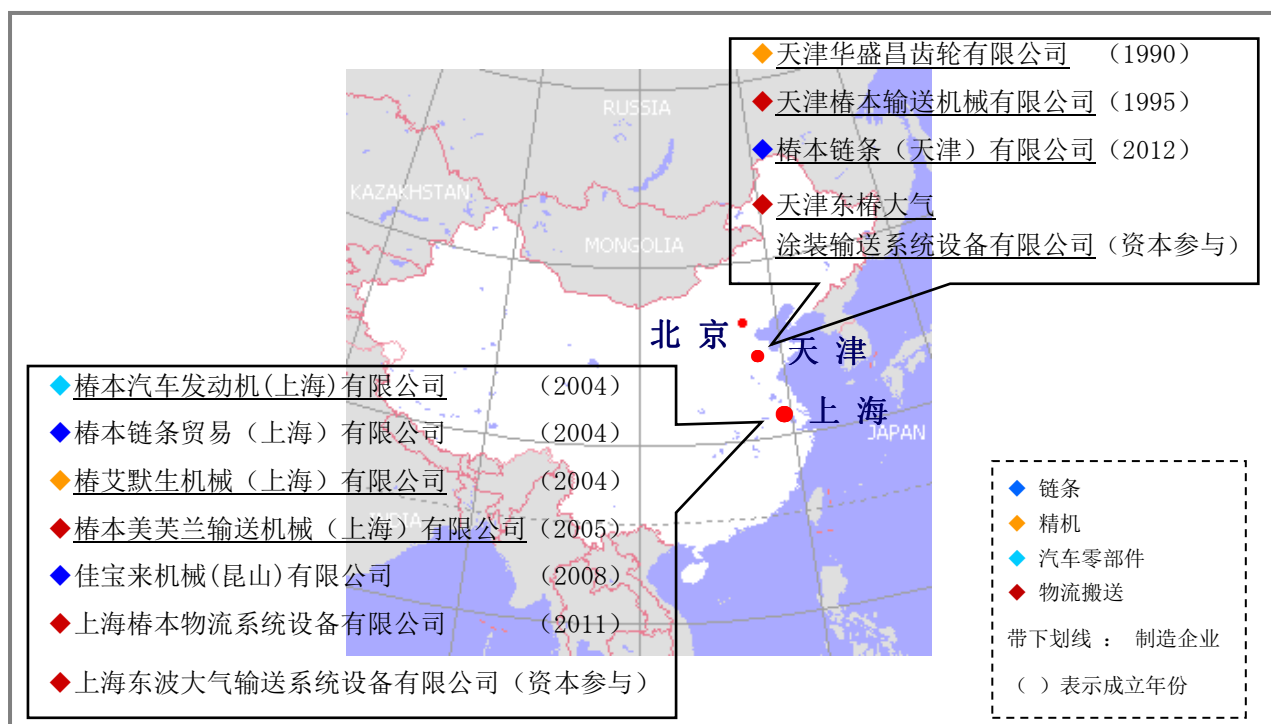 ◆天津华盛昌齿轮有限公司 (1990)
◆天津椿本输送机械有限公司 (1995)
◆椿本链条（天津）有限公司 (2012)
◆天津东椿大气
涂装输送系统设备有限公司 (资本参与)
RUSSIA
KAZAKHSTAN
MONGOLIA
北 京
天 津
上 海
JAPAN
INDIA
◆椿本汽车发动机(上海)有限公司 (2004)
◆椿本链条贸易（上海）有限公司 (2004)
◆椿艾默生机械（上海）有限公司 (2004)
◆椿本美芙兰输送机械（上海）有限公司 (2005)
◆佳宝来机械(昆山)有限公司 (2008)
◆上海椿本物流系统设备有限公司 (2011)
◆上海东波大气输送系统设备有限公司 (资本参与)
◆ 链条
◆ 精机
◆ 汽车零部件
◆ 物流搬送
带下划线 ： 制造企业
（ ）表示成立年份